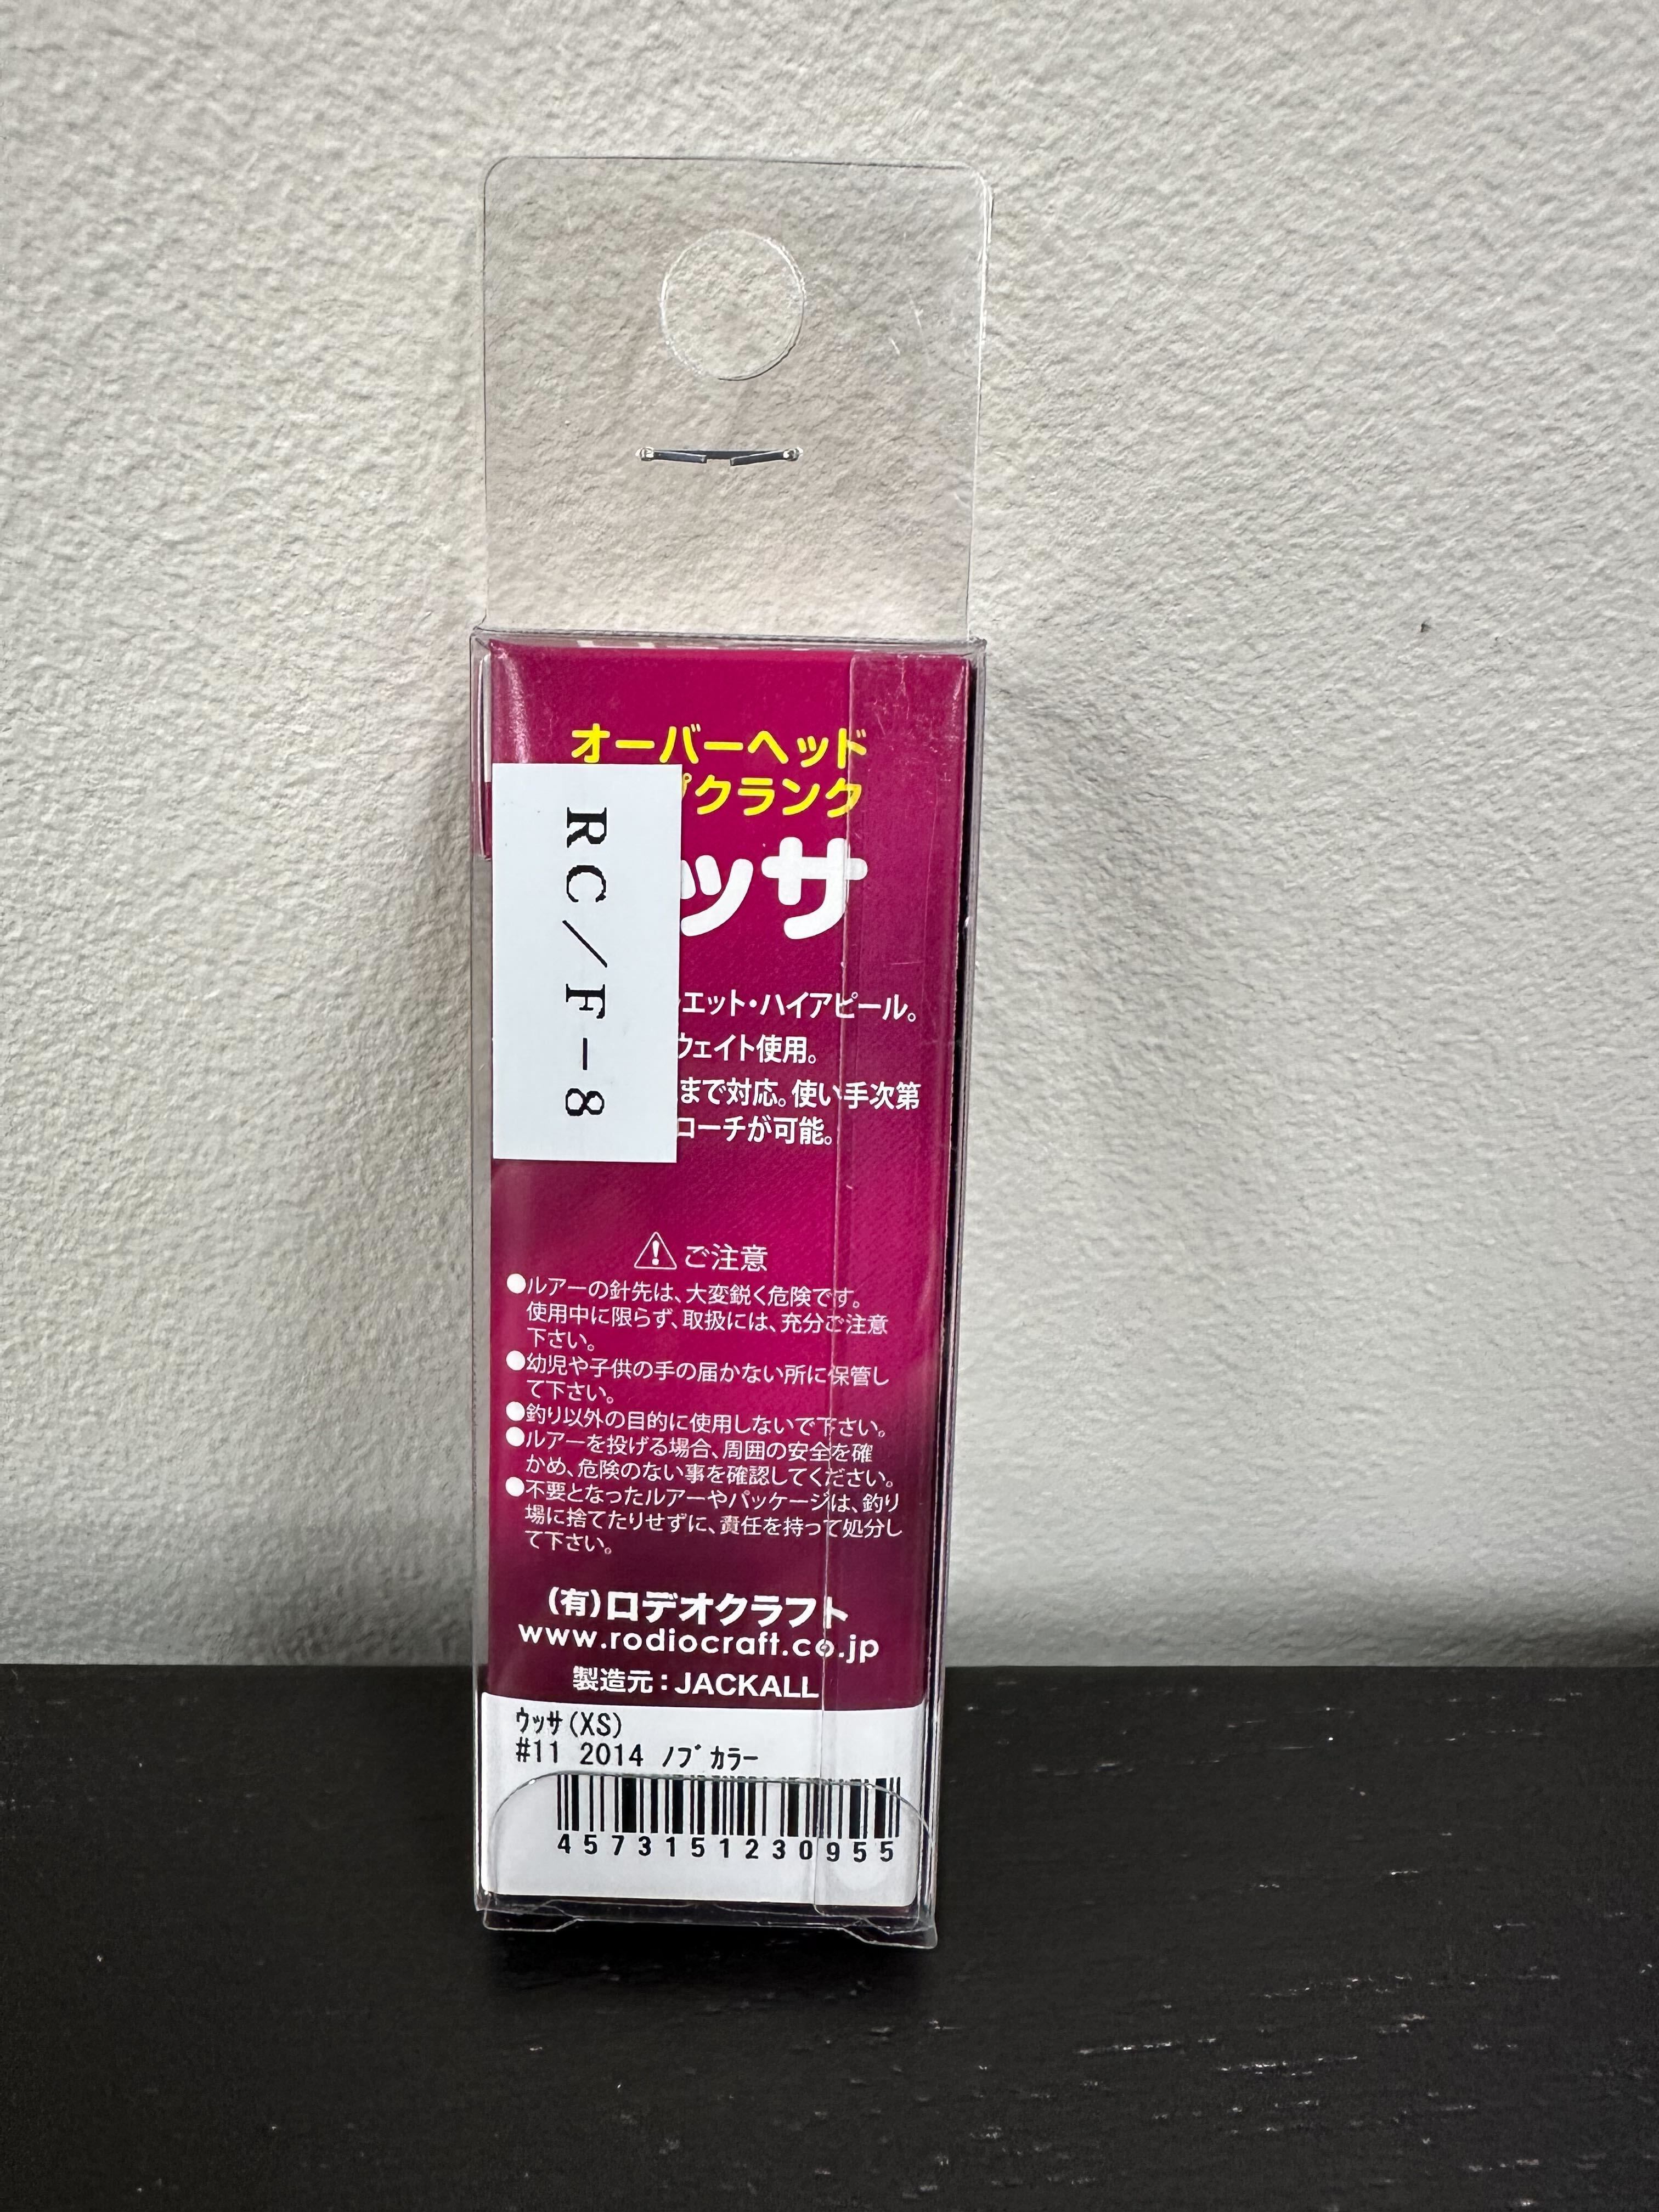 オーバーヘッド
プクランク
ッサ
RC／F－8
エット・ハイアピール。
ウェイト使用。
まで対応。使い手次第
ローチが可能。
ご注意
●ルアーの針先は、大変鋭く危険です。
使用中に限らず、取扱には、充分ご注意
下さい。
●幼児や子供の手の届かない所に保管し
て下さい。
●釣り以外の目的に使用しないで下さい。
●ルアーを投げる場合、周囲の安全を確
かめ、危険のない事を確認してください。
●不要となったルアーやパッケージは、釣り
場に捨てたりせずに、責任を持って処分し
て下さい。
(有)ロデオクラフト
www.rodiocraft.co.jp
製造元：JACKALL
ウッサ(XS)
#11 2014 ノブカラー
4573151230955